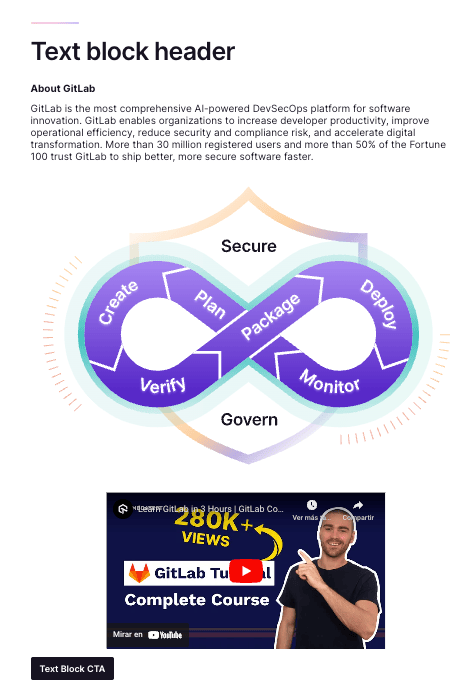 Text block header
About GitLab
GitLab is the most comprehensive AI-powered DevSecOps platform for software
innovation. GitLab enables organizations to increase developer productivity, improve
operational efficiency, reduce security and compliance risk, and accelerate digital
transformation. More than 30 million registered users and more than 50% of the Fortune
100 trust GitLab to ship better, more secure software faster.
Secure
Create
Plan
Package
Deploy
Verify
Monitor
Govern
Learn GitLab in 3 Hours | GitLab Co...
Ver más
Compartir
280K+
VIEWS
GitLab
Complete Course
Mirar en YouTube
Text Block CTA